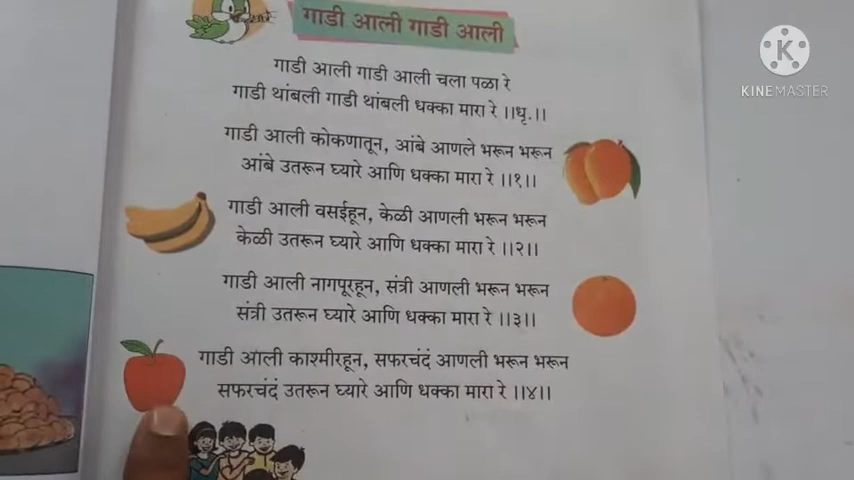 गाडी आली गाडी आली
गाडी आली गाडी आली चला पळा रे
गाडी थांबली गाडी थांबली धक्का मारा रे ।।धृ.।।
गाडी आली कोकणातून, आंबे आणले भरून भरून
आंबे उतरून घ्यारे आणि धक्का मारा रे ।।१।।
गाडी आली वसईहून, केळी आणली भरून भरून
केळी उतरून घ्यारे आणि धक्का मारा रे ।।२।।
गाडी आली नागपूरहून, संत्री आणली भरून भरून
संत्री उतरून घ्यारे आणि धक्का मारा रे ।।३।।
गाडी आली काश्मीरहून, सफरचंदं आणली भरून भरून
सफरचंदं उतरून घ्यारे आणि धक्का मारा रे ।।४।।
K
KINEMASTER